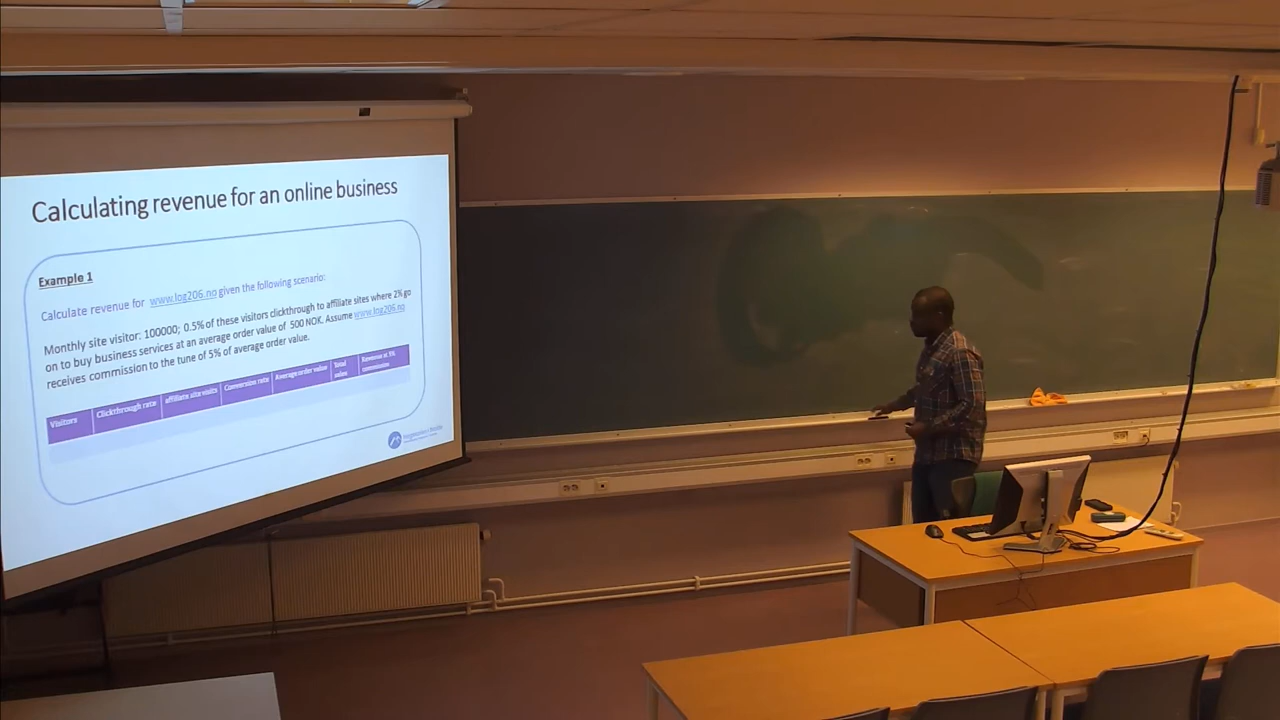 Calculating revenue for an online business
Example 1
Calculate revenue for www.log206.no given the following scenario:
Monthly site visitor: 100000; 0.5% of these visitors clickthrough to affiliate sites where 2% go
on to buy business services at an average order value of 500 NOK. Assume www.log206.no
receives commission to the tune of 5% of average order value.
Visitors Clickthrough rate affiliate site visits Conversion rate Average order value Total sales Revenue at 5% commission